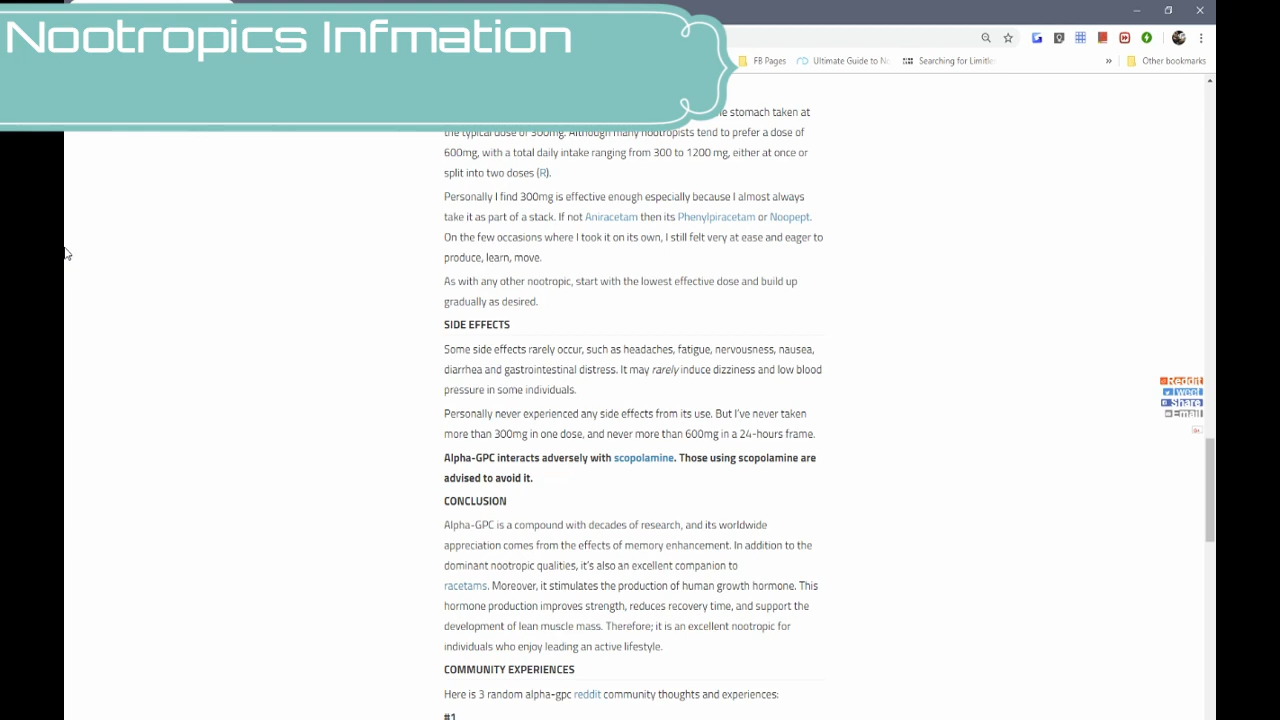 Nootropics Infmation
FB Pages
Ultimate Guide to No
Searching for Limitle
»
Other bookmarks
stomach taken at
the typical dose of 300mg. Although many nootropists tend to prefer a dose of
600mg, with a total daily intake ranging from 300 to 1200 mg, either at once or
split into two doses (R).
Personally I find 300mg is effective enough especially because I almost always
take it as part of a stack. If not Aniracetam then its Phenylpiracetam or Noopept.
On the few occasions where I took it on its own, I still felt very at ease and eager to
produce, learn, move.
As with any other nootropic, start with the lowest effective dose and build up
gradually as desired.
SIDE EFFECTS
Some side effects rarely occur, such as headaches, fatigue, nervousness, nausea,
diarrhea and gastrointestinal distress. It may rarely induce dizziness and low blood
pressure in some individuals.
Personally never experienced any side effects from its use. But I've never taken
more than 300mg in one dose, and never more than 600mg in a 24-hours frame.
Alpha-GPC interacts adversely with scopolamine. Those using scopolamine are
advised to avoid it.
CONCLUSION
Alpha-GPC is a compound with decades of research, and its worldwide
appreciation comes from the effects of memory enhancement. In addition to the
dominant nootropic qualities, it's also an excellent companion to
racetams. Moreover, it stimulates the production of human growth hormone. This
hormone production improves strength, reduces recovery time, and support the
development of lean muscle mass. Therefore; it is an excellent nootropic for
individuals who enjoy leading an active lifestyle.
COMMUNITY EXPERIENCES
Here is 3 random alpha-gpc reddit community thoughts and experiences:
#1
Reddit
Tweet
Share
Email